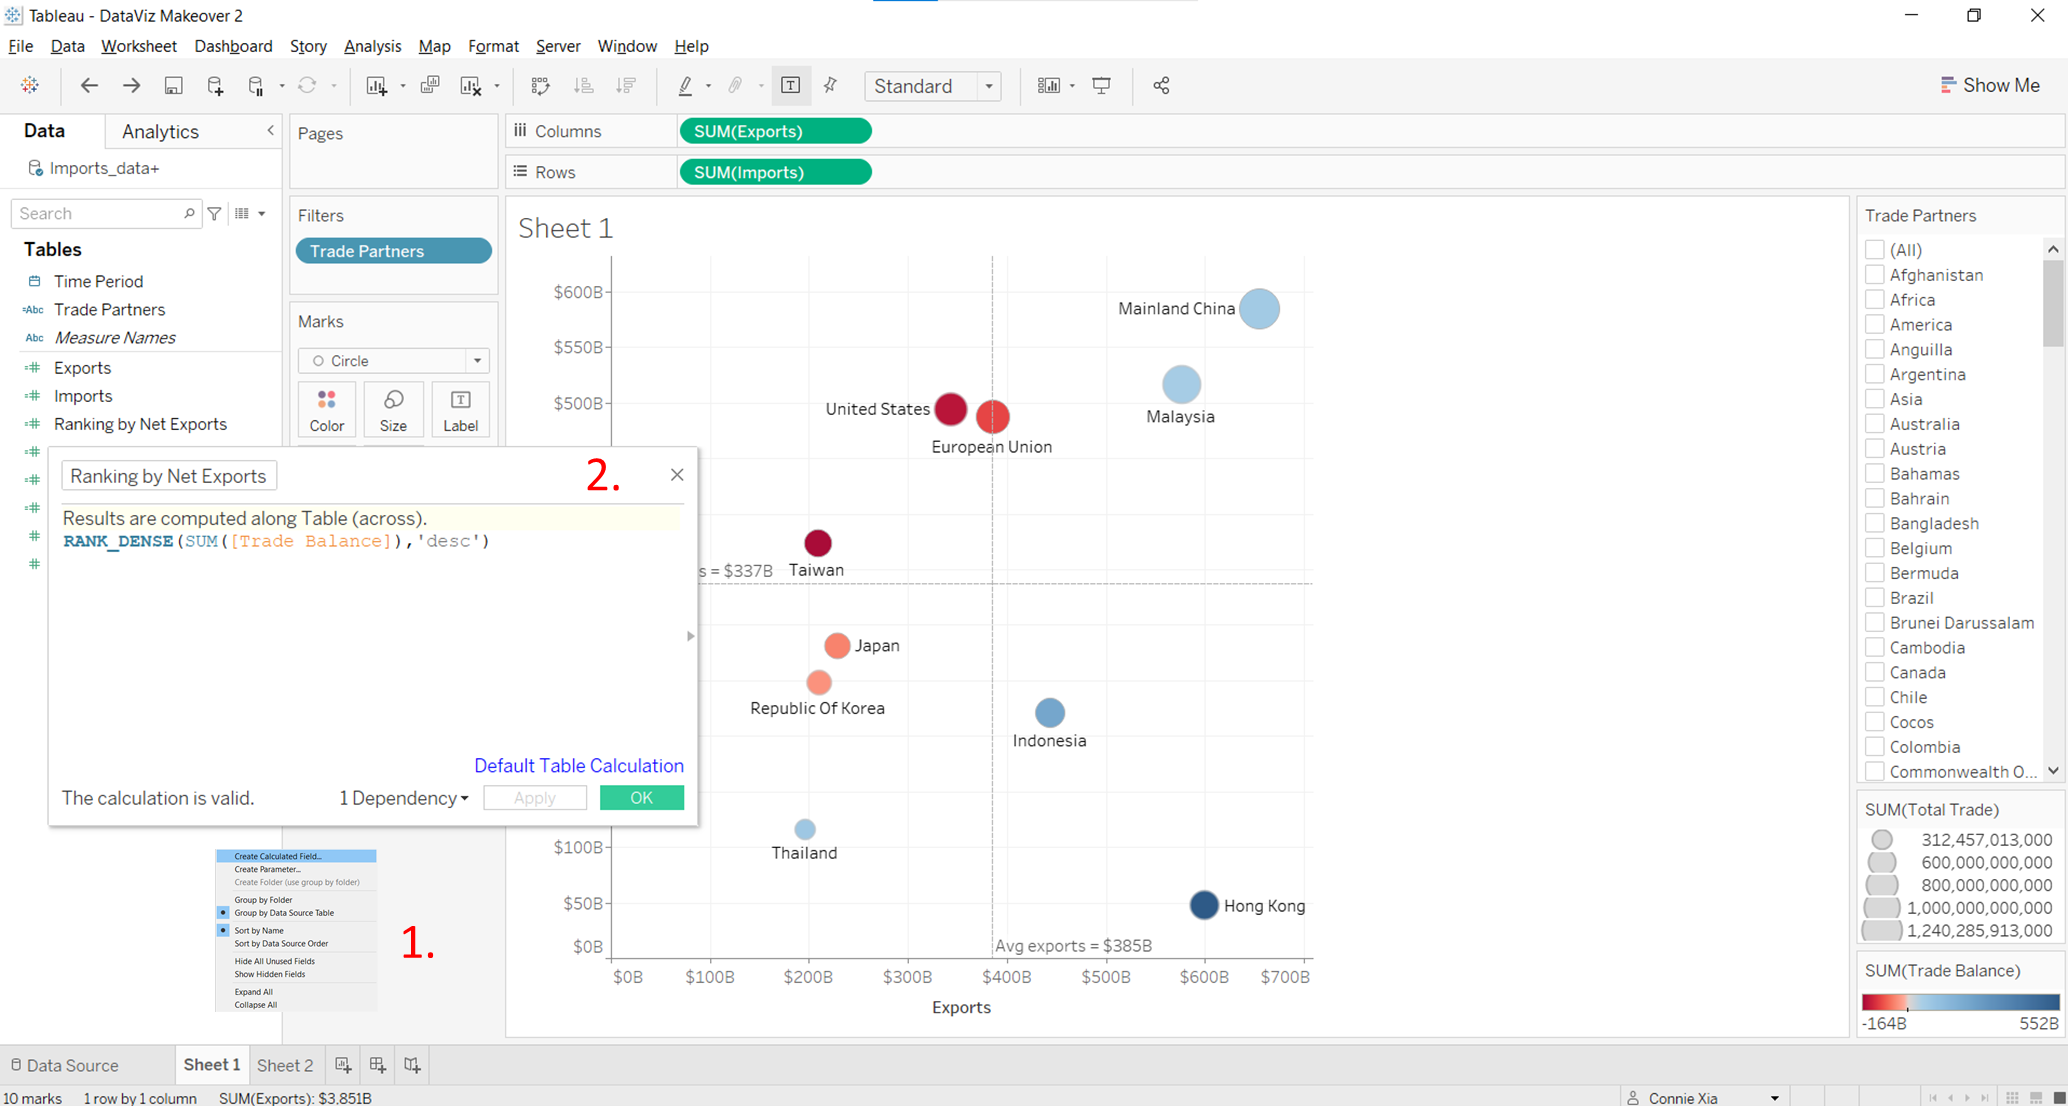 Tableau - DataViz Makeover 2
File Data Worksheet Dashboard Story Analysis Map Format Server Window Help
Standard
Show Me
Data
Analytics
Imports_data+
Search
Tables
Time Period
Abc Trade Partners
Abc Measure Names
Exports
Imports
Ranking by Net Exports
Pages
Filters
Trade Partners
Marks
Circle
Color
Size
Label
Columns
SUM(Exports)
Rows
SUM(Imports)
Ranking by Net Exports
2.
Results are computed along Table (across).
RANK_DENSE(SUM([Trade Balance]),'desc')
Default Table Calculation
The calculation is valid.
1 Dependency
Apply
OK
Create Calculated Field...
Create Parameter...
Create Folder (use group by folder)
Group by Folder
Group by Data Source Table
Sort by Name
Sort by Data Source Order
Hide All Unused Fields
Show Hidden Fields
Expand All
Collapse All
1.
Sheet 1
$600B
$550B
$500B
$100B
$50B
$0B
Mainland China
Malaysia
United States
European Union
s = $337B
Taiwan
Japan
Republic Of Korea
Indonesia
Thailand
Hong Kong
Avg exports = $385B
$0B
$100B
$200B
$300B
$400B
$500B
$600B
$700B
Exports
Trade Partners
(All)
Afghanistan
Africa
America
Anguilla
Argentina
Asia
Australia
Austria
Bahamas
Bahrain
Bangladesh
Belgium
Bermuda
Brazil
Brunei Darussalam
Cambodia
Canada
Chile
Cocos
Colombia
Commonwealth O...
SUM(Total Trade)
312,457,013,000
600,000,000,000
800,000,000,000
1,000,000,000,000
1,240,285,913,000
SUM(Trade Balance)
-164B
552B
Data Source
Sheet 1
Sheet 2
10 marks
1 row by 1 column
SUM(Exports): $3,851B
Connie Xia